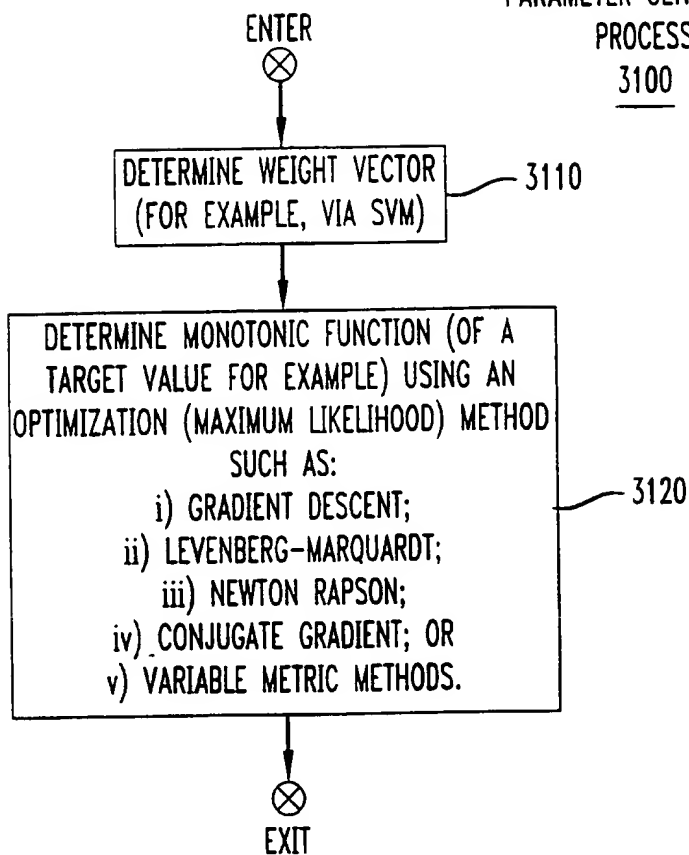 PARAMETER
PROCESS
3100
ENTER
DETERMINE WEIGHT VECTOR
(FOR EXAMPLE, VIA SVM)
3110
DETERMINE MONOTONIC FUNCTION (OF A
TARGET VALUE FOR EXAMPLE) USING AN
OPTIMIZATION (MAXIMUM LIKELIHOOD) METHOD
SUCH AS:
i) GRADIENT DESCENT;
ii) LEVENBERG-MARQUARDT;
iii) NEWTON RAPSON;
iv) CONJUGATE GRADIENT; OR
v) VARIABLE METRIC METHODS.
3120
EXIT